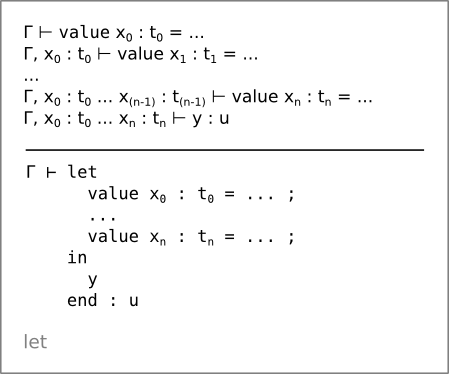 Γ ⊢ value x₀ : t₀ = ...
Γ, x₀ : t₀ ⊢ value x₁ : t₁ = ...
...
Γ, x₀ : t₀ ... x₍ₙ₋₁₎ : t₍ₙ₋₁₎ ⊢ value xₙ : tₙ = ...
Γ, x₀ : t₀ ... xₙ : tₙ ⊢ y : u
Γ ⊢ let
value x₀ : t₀ = ... ;
...
value xₙ : tₙ = ... ;
in
y
end : u
let